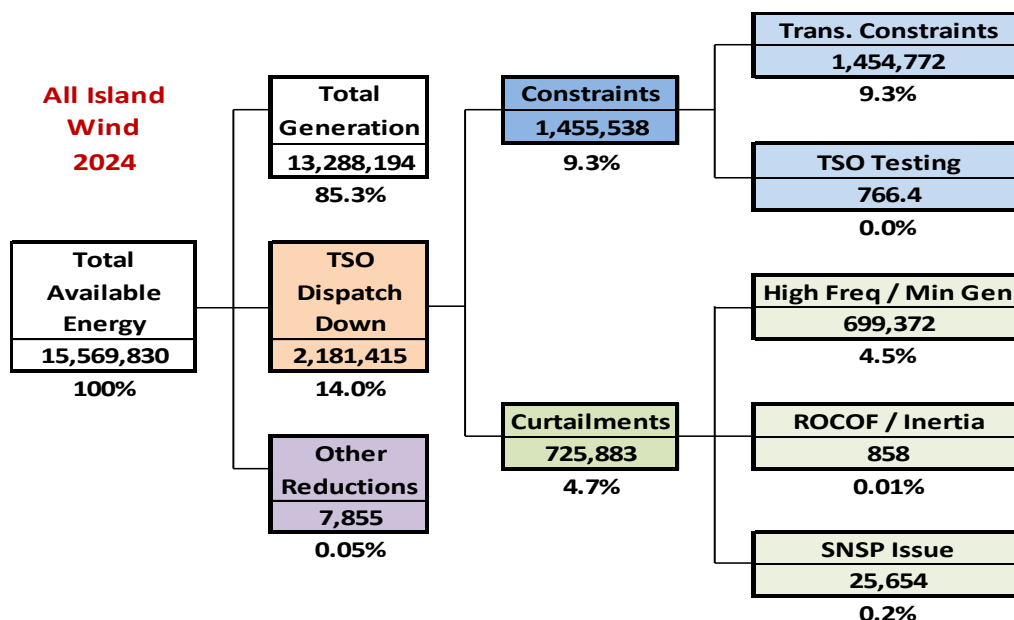 All Island
Wind
2024
Total
Available
Energy
15,569,830
100%
Total
Generation
13,288,194
85.3%
TSO
Dispatch
Down
2,181,415
14.0%
Other
Reductions
7,855
0.05%
Constraints
1,455,538
9.3%
Curtailments
725,883
4.7%
Trans. Constraints
1,454,772
9.3%
TSO Testing
766.4
0.0%
High Freq / Min Gen
699,372
4.5%
ROCOF / Inertia
858
0.01%
SNSP Issue
25,654
0.2%